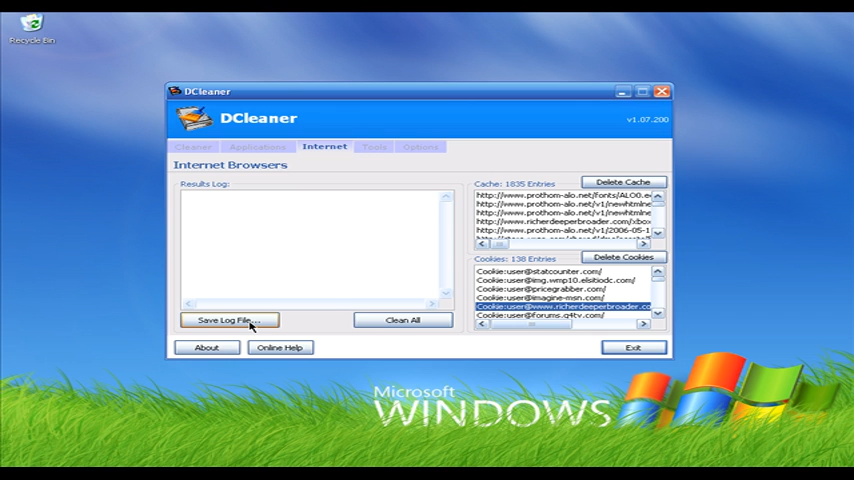 Recycle Bin
DCleaner
DCleaner
v1.07.200
Cleaner Applications Internet Tools Options
Internet Browsers
Results Log:
Cache: 1835 Entries
Delete Cache
http://www.prothom-alo.net/fonts/ALO0.e
http://www.prothom-alo.net/v1/newhtmlne
http://www.prothom-alo.net/v1/newhtmlne
http://www.richerdeeperbroader.com/xbox
http://www.prothom-alo.net/v1/2006-05-1
Cookies: 138 Entries
Delete Cookies
Cookie:user@statcounter.com/
Cookie:user@img.wmp10.elsitiodc.com/
Cookie:user@pricegrabber.com/
Cookie:user@imagine-msn.com/
Cookie:user@www.richerdeeperbroader.co
Cookie:user@forums.q4tv.com/
Save Log File...
Clean All
About
Online Help
Exit
Microsoft
WINDOWS